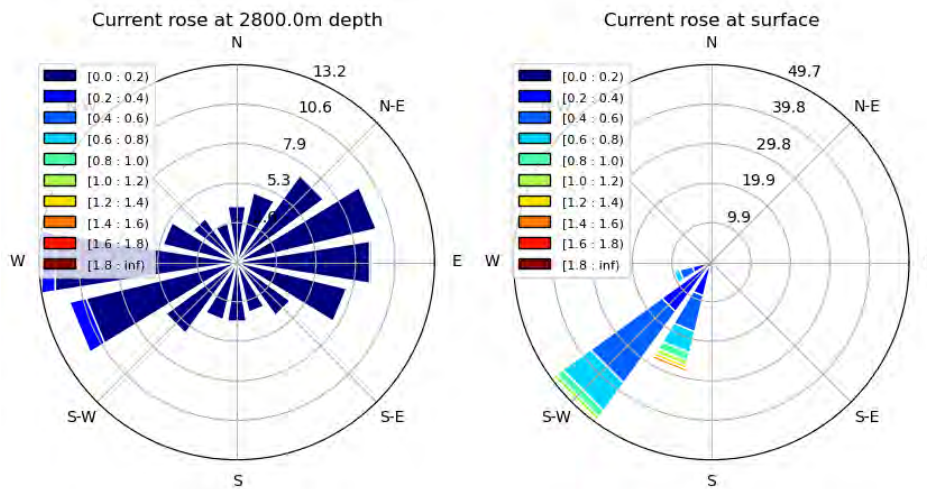 Current rose at 2800.0m depth
N
13.2
10.6
7.9
5.3
N-E
E
S-E
S
S-W
W
[0.0 : 0.2)
[0.2 : 0.4)
[0.4 : 0.6)
[0.6 : 0.8)
[0.8 : 1.0)
[1.0 : 1.2)
[1.2 : 1.4)
[1.4 : 1.6)
[1.6 : 1.8)
[1.8 : inf)
Current rose at surface
N
49.7
39.8
29.8
19.9
9.9
N-E
S-E
S
S-W
W
[0.0 : 0.2)
[0.2 : 0.4)
[0.4 : 0.6)
[0.6 : 0.8)
[0.8 : 1.0)
[1.0 : 1.2)
[1.2 : 1.4)
[1.4 : 1.6)
[1.6 : 1.8)
[1.8 : inf)